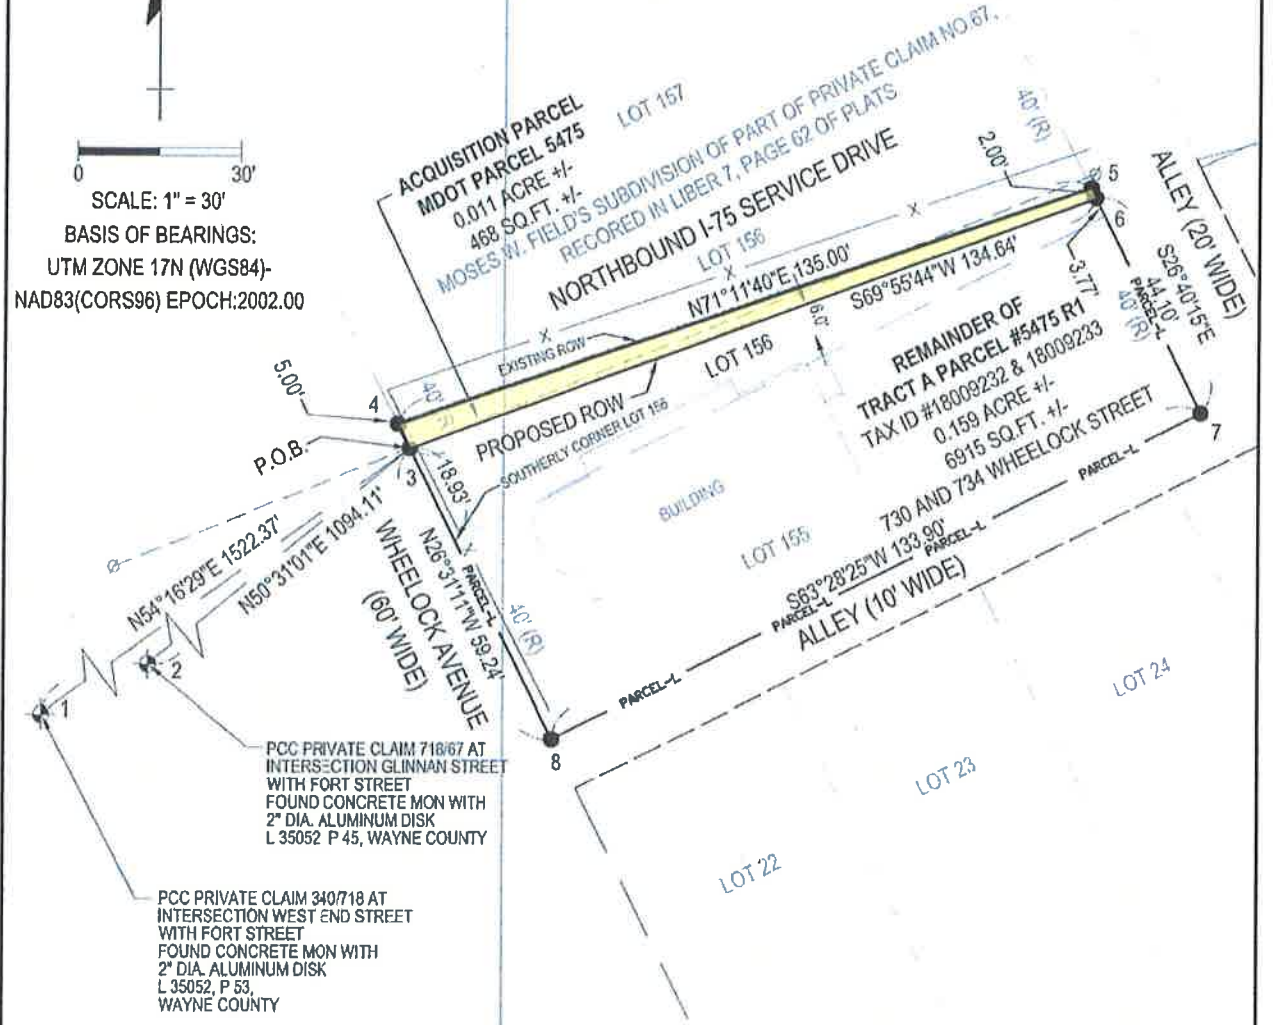 0
30'
SCALE: 1" = 30'
BASIS OF BEARINGS:
UTM ZONE 17N (WGS84)-
NAD83(CORS96) EPOCH:2002.00
ACQUISITION PARCEL
MDOT PARCEL 5475
0.011 ACRE +/-
468 SQ.FT. +/-
LOT 157
MOSES W. FIELD'S SUBDIVISION OF PART OF PRIVATE CLAIM NO.67,
RECORED IN LIBER 7, PAGE 62 OF PLATS
NORTHBOUND I-75 SERVICE DRIVE
LOT 156
X
X
X
N71°11'40"E 135.00'
S69°55'44"W 134.64'
EXISTING ROW
PROPOSED ROW
SOUTHERLY CORNER LOT 156
LOT 156
6.0'
40' (R)
2.00'
5
6
3.77'
40' (R)
S26°40'15"E
44.10'
PARCEL-L
ALLEY (20' WIDE)
REMAINDER OF
TRACT A PARCEL #5475 R1
TAX ID #18009232 & 18009233
0.159 ACRE +/-
6915 SQ.FT. +/-
730 AND 734 WHEELOCK STREET
7
5.00'
4
40'
P.O.B.
3
18.93'
X
N26°31'11"W 59.24'
PARCEL-L
40' (R)
WHEELOCK AVENUE
(60' WIDE)
BUILDING
LOT 155
S63°28'25"W 133.90'
PARCEL-L
PARCEL-L
PARCEL-L
PARCEL-L
ALLEY (10' WIDE)
8
N54°16'29"E 1522.37'
N50°31'01"E 1094.11'
1
2
LOT 24
LOT 23
LOT 22
PCC PRIVATE CLAIM 718/67 AT
INTERSECTION GLINNAN STREET
WITH FORT STREET
FOUND CONCRETE MON WITH
2" DIA. ALUMINUM DISK
L 35052 P 45, WAYNE COUNTY
PCC PRIVATE CLAIM 340/718 AT
INTERSECTION WEST END STREET
WITH FORT STREET
FOUND CONCRETE MON WITH
2" DIA. ALUMINUM DISK
L 35052, P 53,
WAYNE COUNTY